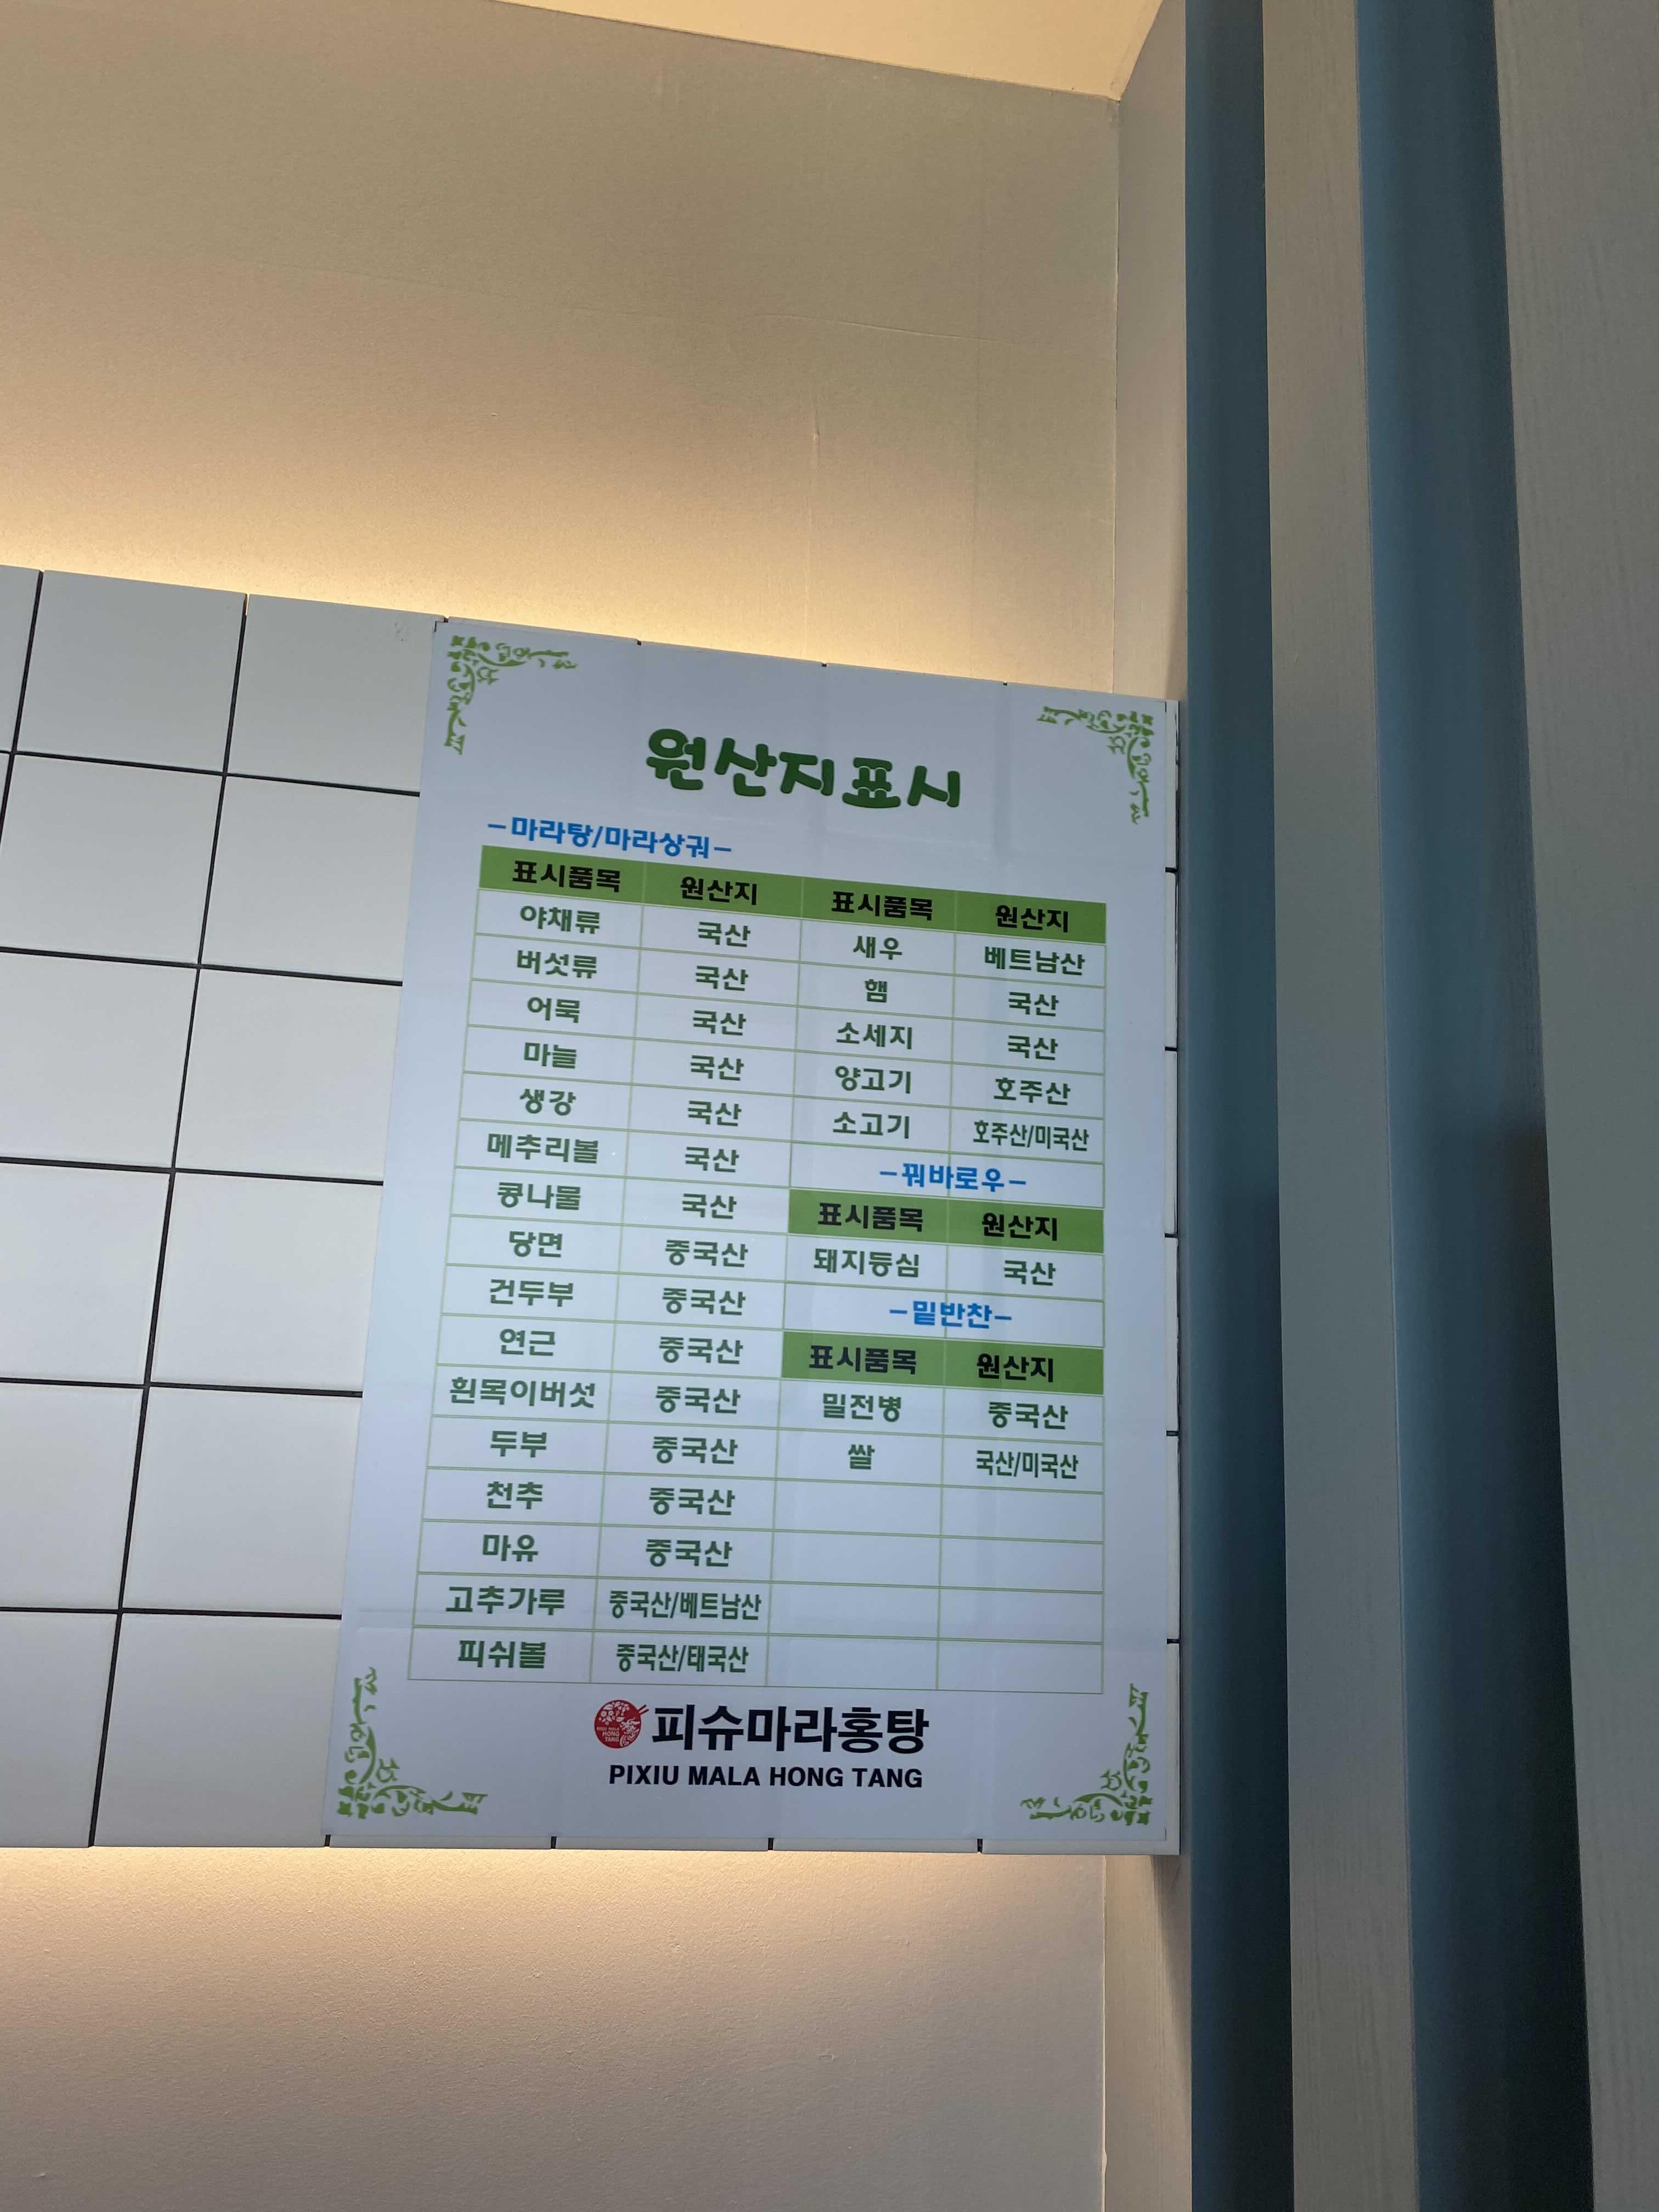 원산지표시
-마라탕/마라샹궈-
표시품목 원산지 표시품목 원산지
야채류 국산 새우 베트남산
버섯류 국산 햄 국산
어묵 국산 소세지 국산
마늘 국산 양고기 호주산
생강 국산 소고기 호주산/미국산
메추리볼 국산 -꿔바로우-
콩나물 국산 표시품목 원산지
당면 중국산 돼지등심 국산
건두부 중국산 -밑반찬-
연근 중국산 표시품목 원산지
흰목이버섯 중국산 밀전병 중국산
두부 중국산 쌀 국산/미국산
천추 중국산
마유 중국산
고추가루 중국산/베트남산
피쉬볼 중국산/태국산
피슈마라홍탕
PIXIU MALA HONG TANG